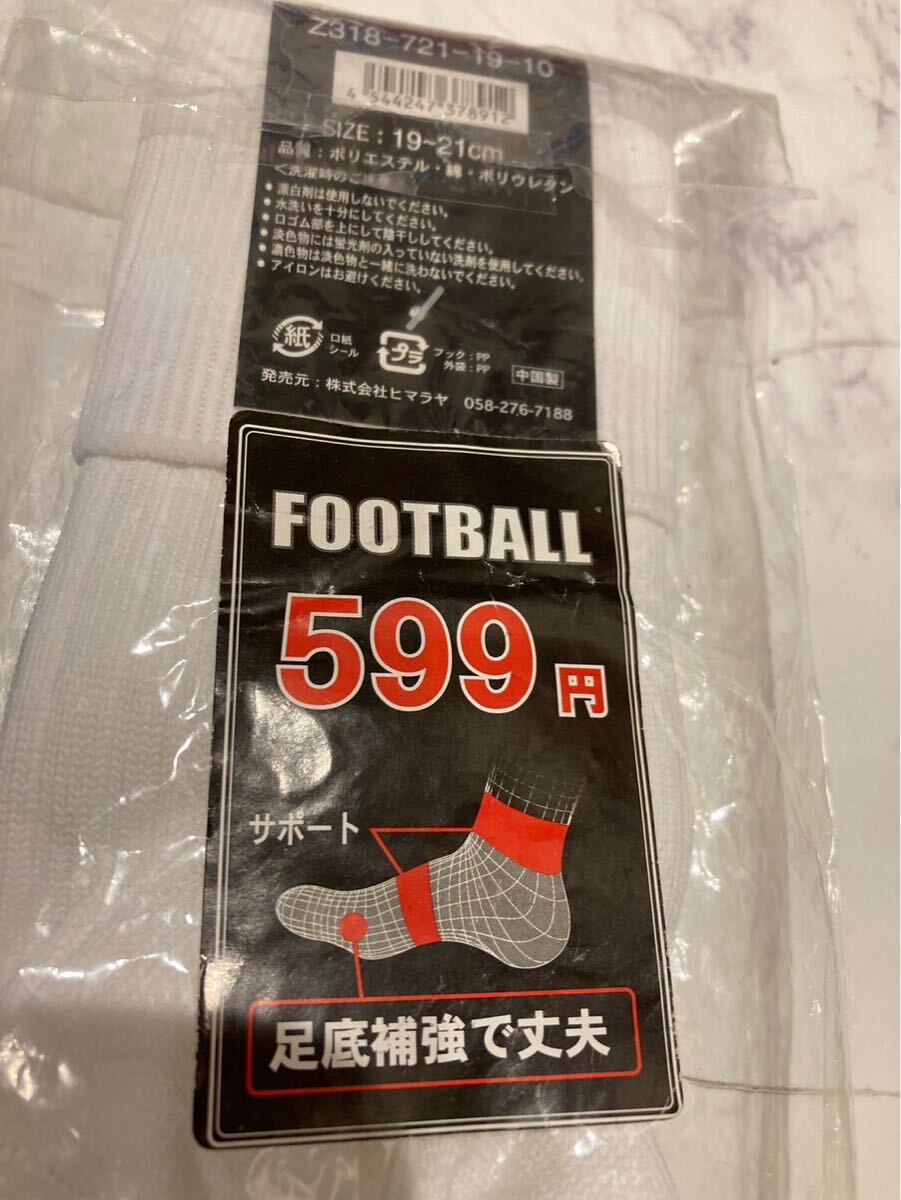 Z318-721-19-10
4 544247 378912
SIZE：19~21cm
品質：ポリエステル・綿・ポリウレタン
<洗濯時のご注意
●漂白剤は使用しないでください。
●水洗いを十分にしてください。
●口ゴム部を上にして陰干ししてください。
●淡色物には蛍光剤の入っていない洗剤を使用してください。
●濃色物は淡色物と一緒に洗わないでください。
●アイロンはお避けください。
紙
口紙
シール
プラ
フック：PP
外袋：PP
中国製
発売元：株式会社ヒマラヤ 058-276-7188
FOOTBALL
599円
サポート
足底補強で丈夫